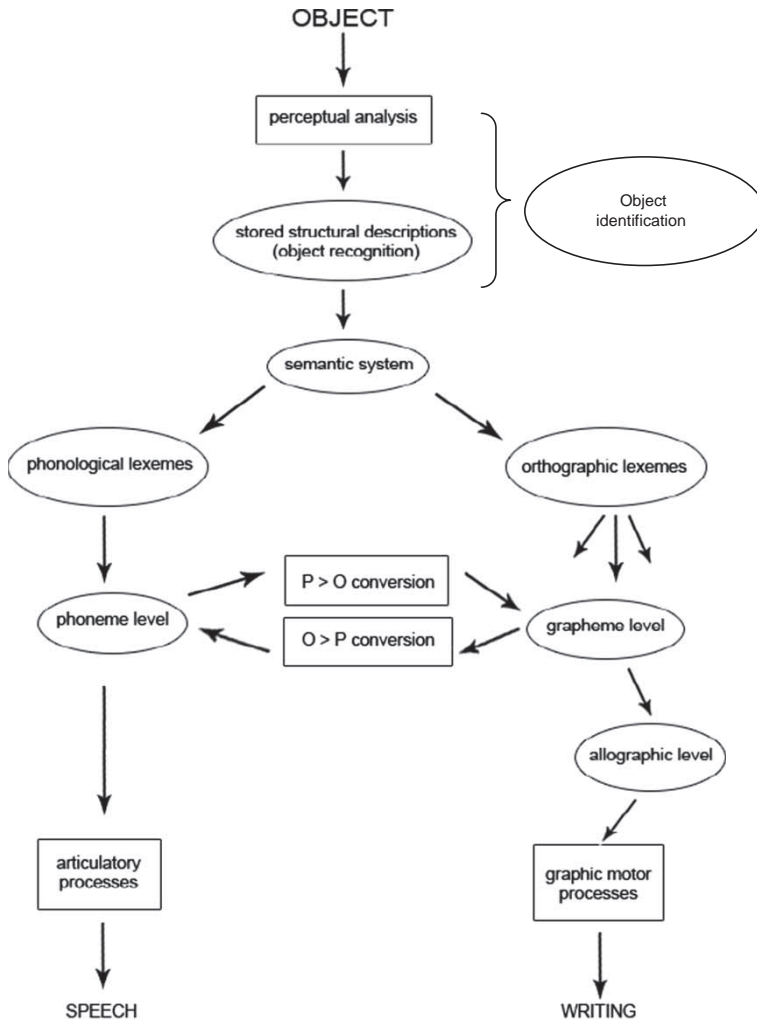 OBJECT
perceptual analysis
Object
identification
stored structural descriptions
(object recognition)
semantic system
phonological lexemes
orthographic lexemes
P > O conversion
phoneme level
O > P conversion
grapheme level
allographic level
articulatory
processes
graphic motor
processes
SPEECH
WRITING